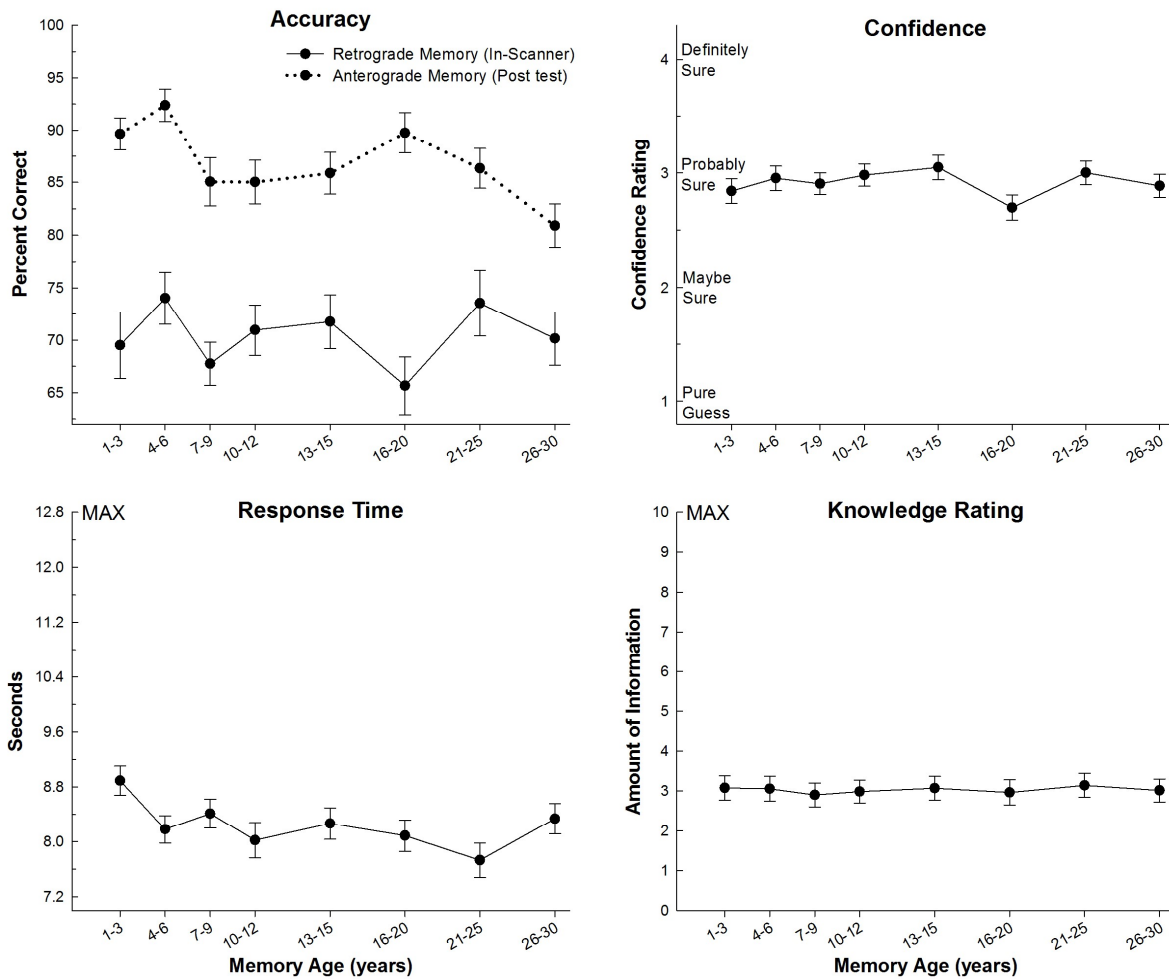 Accuracy
Retrograde Memory (In-Scanner)
Anterograde Memory (Post test)
Percent Correct
100
95
90
85
80
75
70
65
1-3
4-6
7-9
10-12
13-15
16-20
21-25
26-30
Confidence
Confidence Rating
4
3
2
1
Definitely
Sure
Probably
Sure
Maybe
Sure
Pure
Guess
1-3
4-6
7-9
10-12
13-15
16-20
21-25
26-30
Response Time
MAX
Seconds
12.8
12.0
11.2
10.4
9.6
8.8
8.0
7.2
1-3
4-6
7-9
10-12
13-15
16-20
21-25
26-30
Memory Age (years)
Knowledge Rating
MAX
Amount of Information
10
9
8
7
6
5
4
3
2
1
0
1-3
4-6
7-9
10-12
13-15
16-20
21-25
26-30
Memory Age (years)